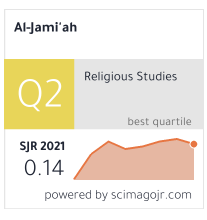 Al-Jami'ah
Q2
Religious Studies
best quartile
SJR 2021
0.14
powered by scimagojr.com